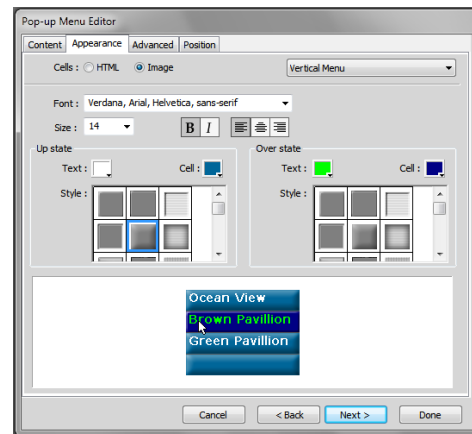 Pop-up Menu Editor
Content Appearance Advanced Position
Cells : HTML Image Vertical Menu
Font : Verdana, Arial, Helvetica, sans-serif
Size : 14 B I
Up state Over state
Text : Cell : Text : Cell :
Style : Style :
Ocean View
Brown Pavillion
Green Pavillion
Cancel < Back Next > Done